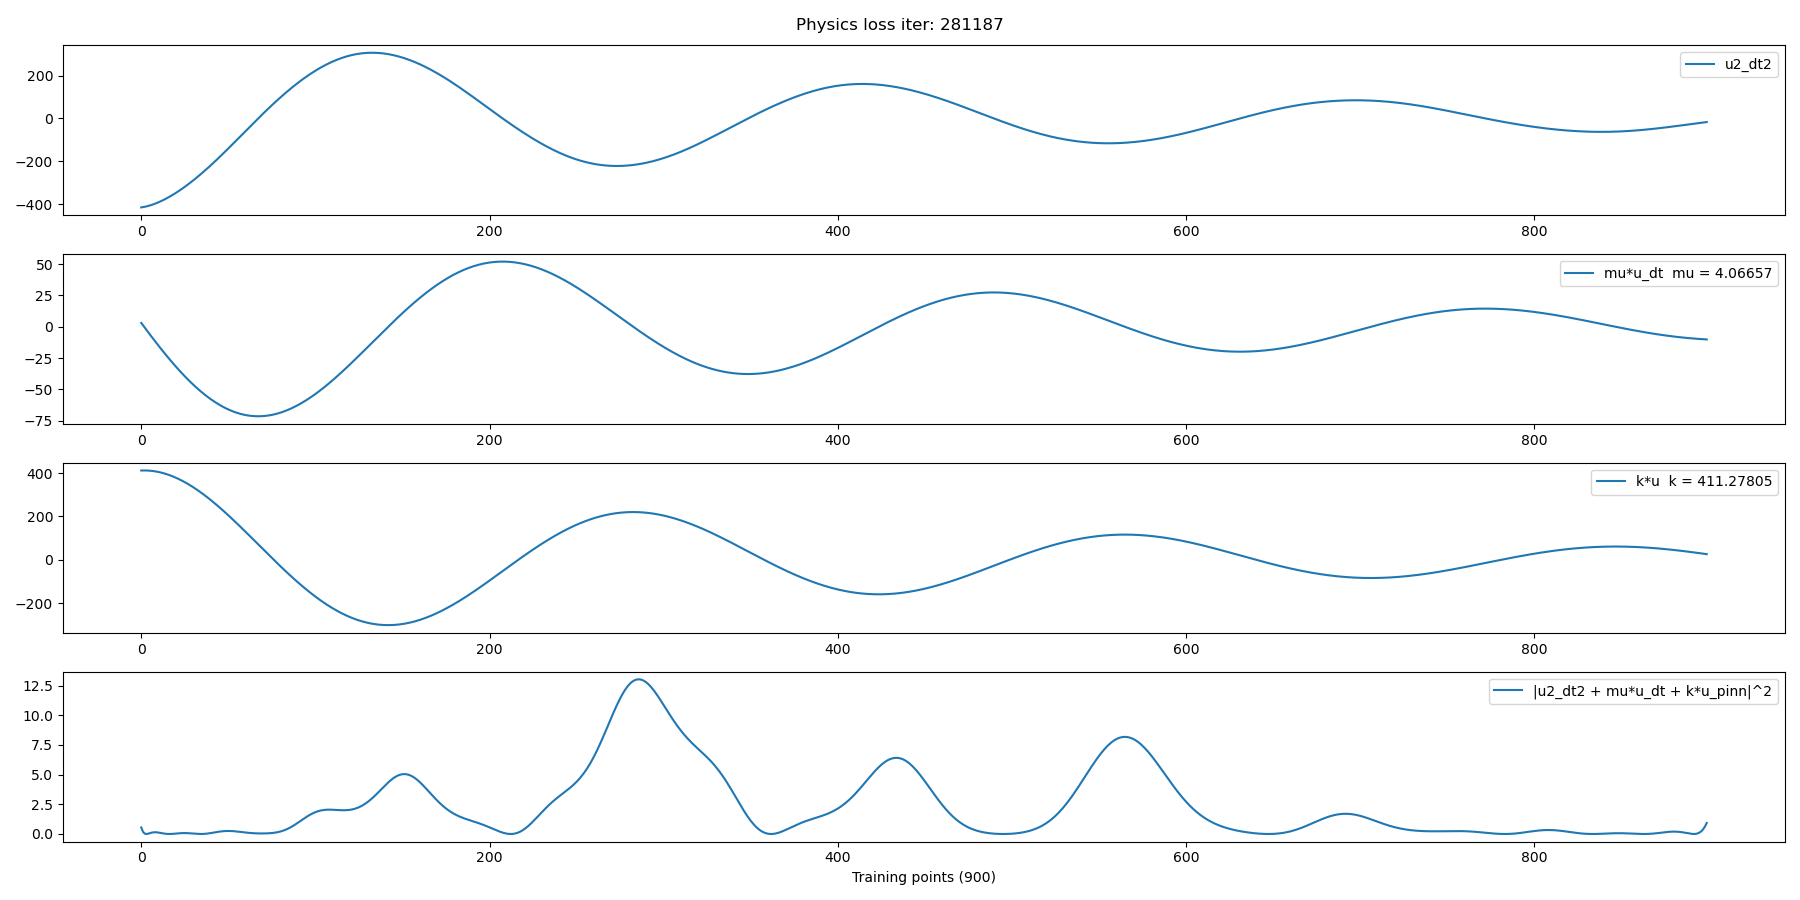 Physics loss iter: 281187
u2_dt2
200
0
−200
−400
0 200 400 600 800
mu*u_dt mu = 4.06657
50
25
0
−25
−50
−75
0 200 400 600 800
k*u k = 411.27805
400
200
0
−200
0 200 400 600 800
|u2_dt2 + mu*u_dt + k*u_pinn|^2
12.5
10.0
7.5
5.0
2.5
0.0
0 200 400 600 800
Training points (900)